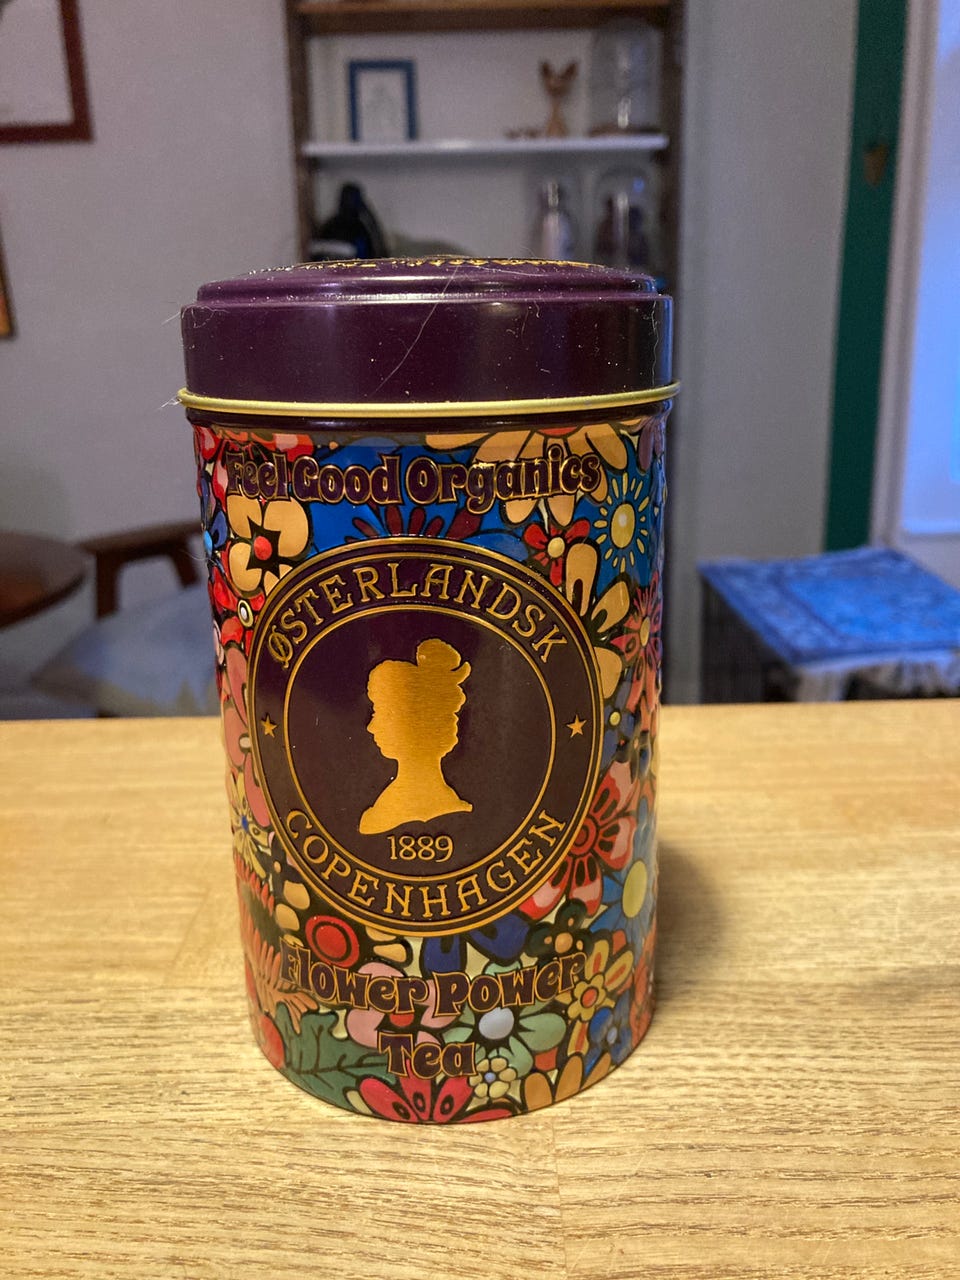 Feel Good Organics
ØSTERLANDSK
1889
COPENHAGEN
Flower Power
Tea